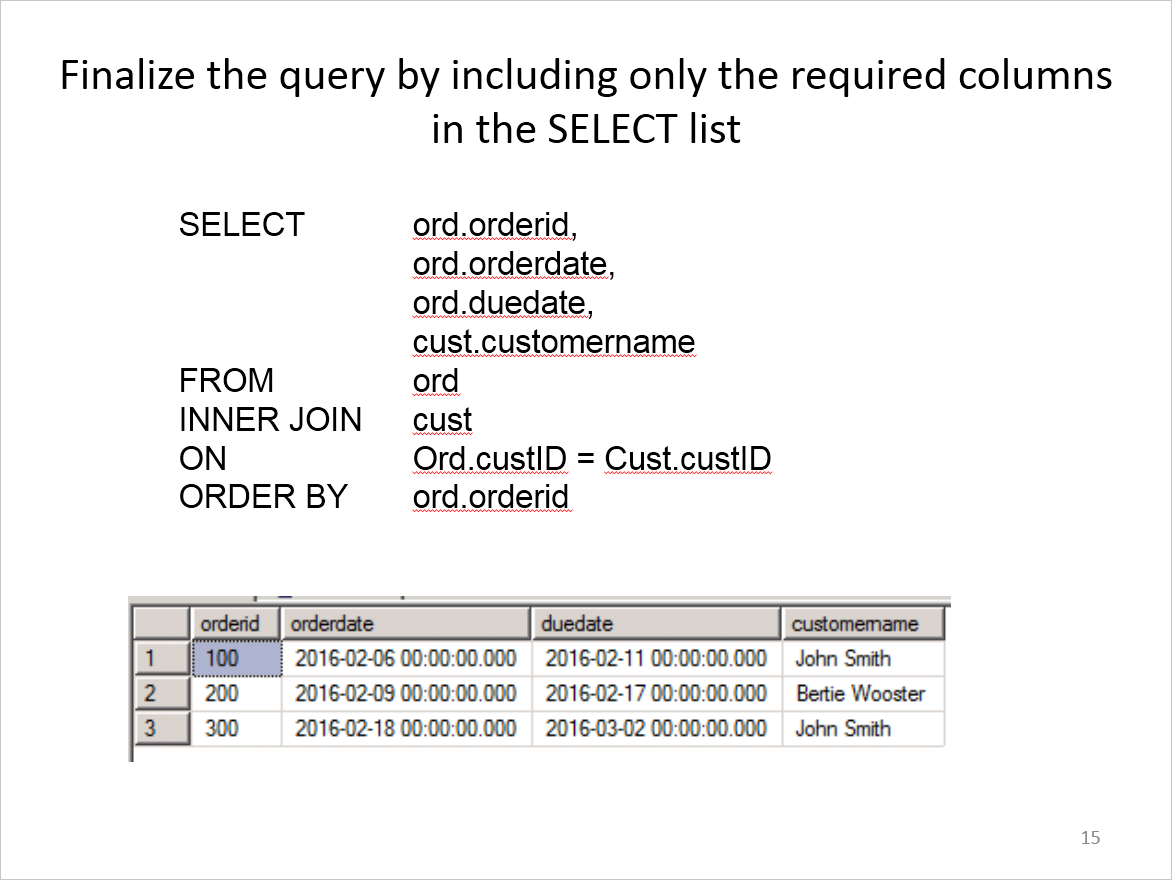 Finalize the query by including only the required columns
in the SELECT list
SELECT ord.orderid,
ord.orderdate,
ord.duedate,
cust.customername
FROM ord
INNER JOIN cust
ON Ord.custID = Cust.custID
ORDER BY ord.orderid
orderid orderdate duedate customername
1 100 2016-02-06 00:00:00.000 2016-02-11 00:00:00.000 John Smith
2 200 2016-02-09 00:00:00.000 2016-02-17 00:00:00.000 Bertie Wooster
3 300 2016-02-18 00:00:00.000 2016-03-02 00:00:00.000 John Smith
15